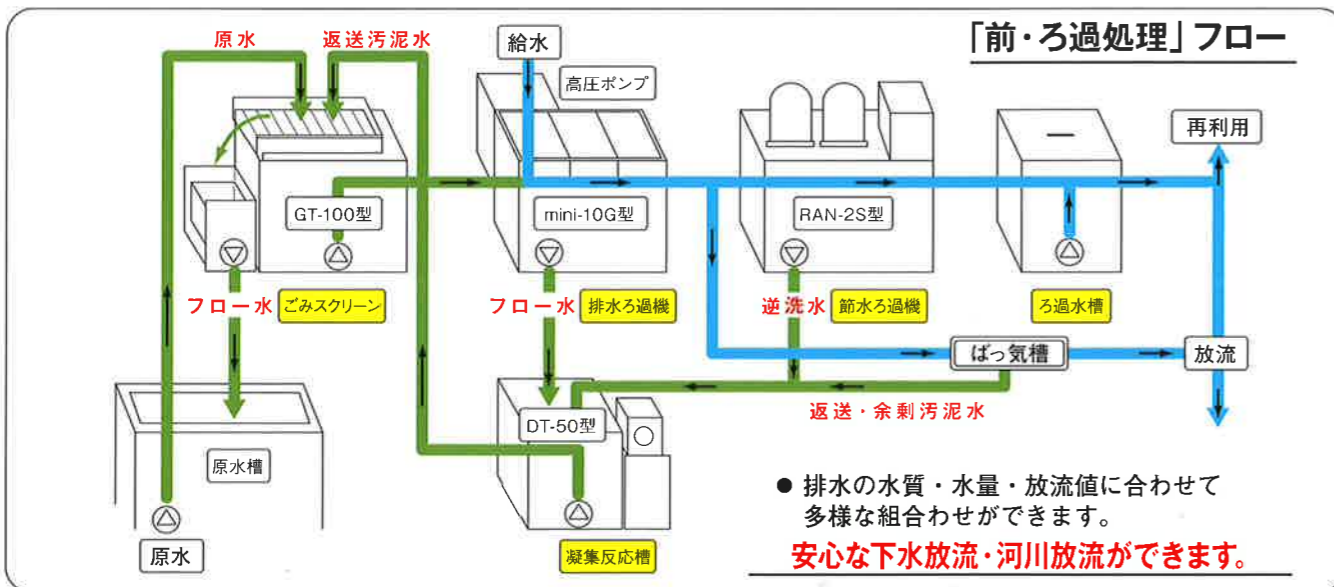 「前・ろ過処理」フロー
原水
返送汚泥水
給水
高圧ポンプ
再利用
GT-100型
mini-10G型
RAN-2S型
フロー水
ごみスクリーン
フロー水
排水ろ過機
逆洗水
節水ろ過機
ろ過水槽
ばっ気槽
放流
返送・余剰汚泥水
DT-50型
原水槽
原水
凝集反応槽
● 排水の水質・水量・放流値に合わせて
多様な組合わせができます。
安心な下水放流・河川放流ができます。